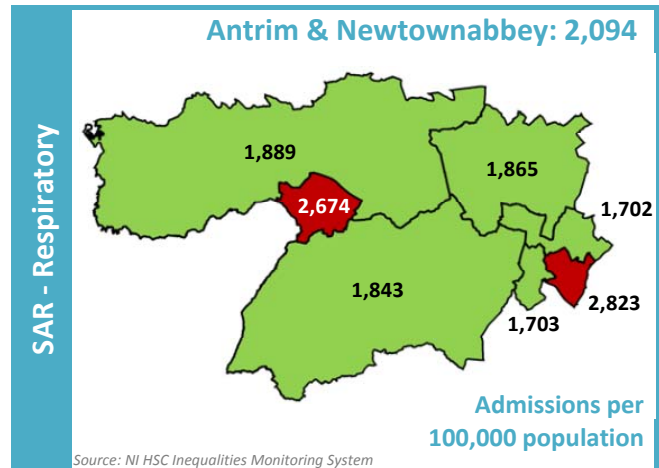 Antrim & Newtownabbey: 2,094
SAR - Respiratory
1,889
1,865
2,674
1,702
1,843
2,823
1,703
Admissions per
100,000 population
Source: NI HSC Inequalities Monitoring System